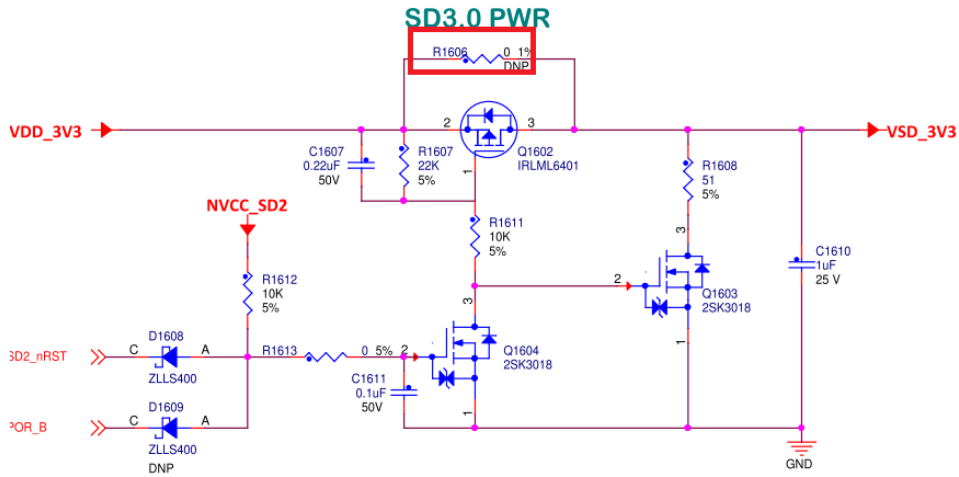 SD3.0 PWR
R1606 0 1%
DNP
VDD_3V3
2
3
VSD_3V3
C1607
0.22uF
50V
R1607
22K
5%
1
Q1602
IRLML6401
R1608
51
5%
NVCC_SD2
R1611
10K
5%
3
C1610
1uF
25 V
R1612
10K
5%
2
Q1603
2SK3018
3
D1608
SD2_nRST
C
A
ZLLS400
R1613
0 5%
2
Q1604
2SK3018
1
C1611
0.1uF
50V
D1609
POR_B
C
A
ZLLS400
DNP
1
GND